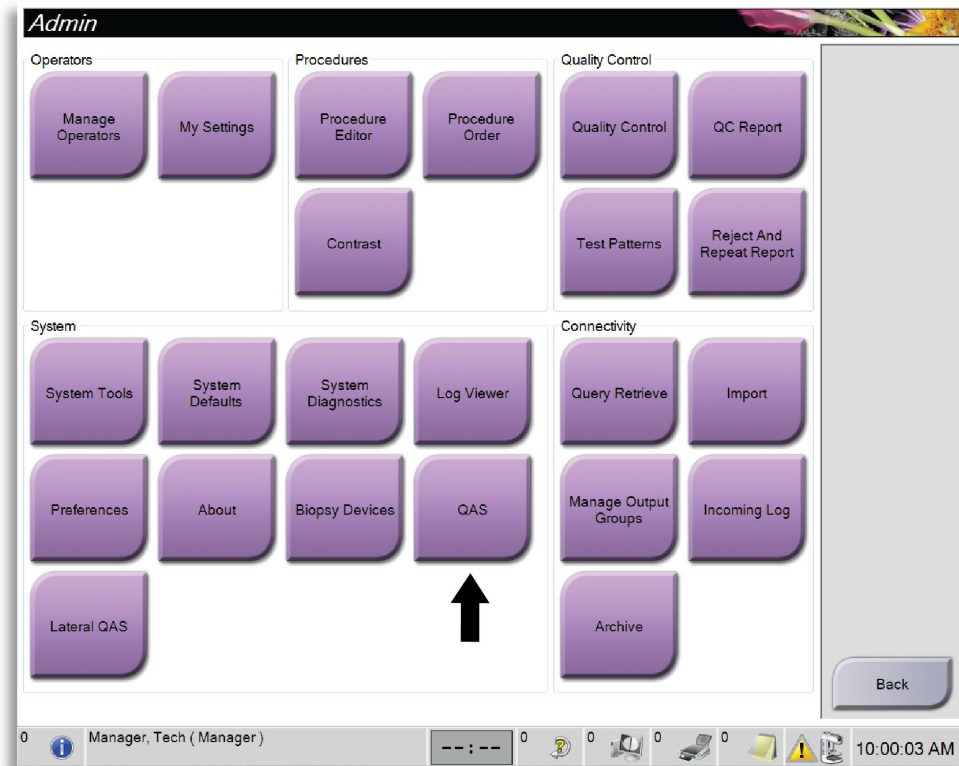 Admin
Operators
Manage
Operators
My Settings
Procedures
Procedure
Editor
Procedure
Order
Contrast
Quality Control
Quality Control
QC Report
Test Patterns
Reject And
Repeat Report
System
System Tools
System
Defaults
System
Diagnostics
Log Viewer
Preferences
About
Biopsy Devices
QAS
Lateral QAS
Connectivity
Query Retrieve
Import
Manage Output
Groups
Incoming Log
Archive
Back
0
Manager, Tech ( Manager )
--:--
0
0
0
0
10:00:03 AM